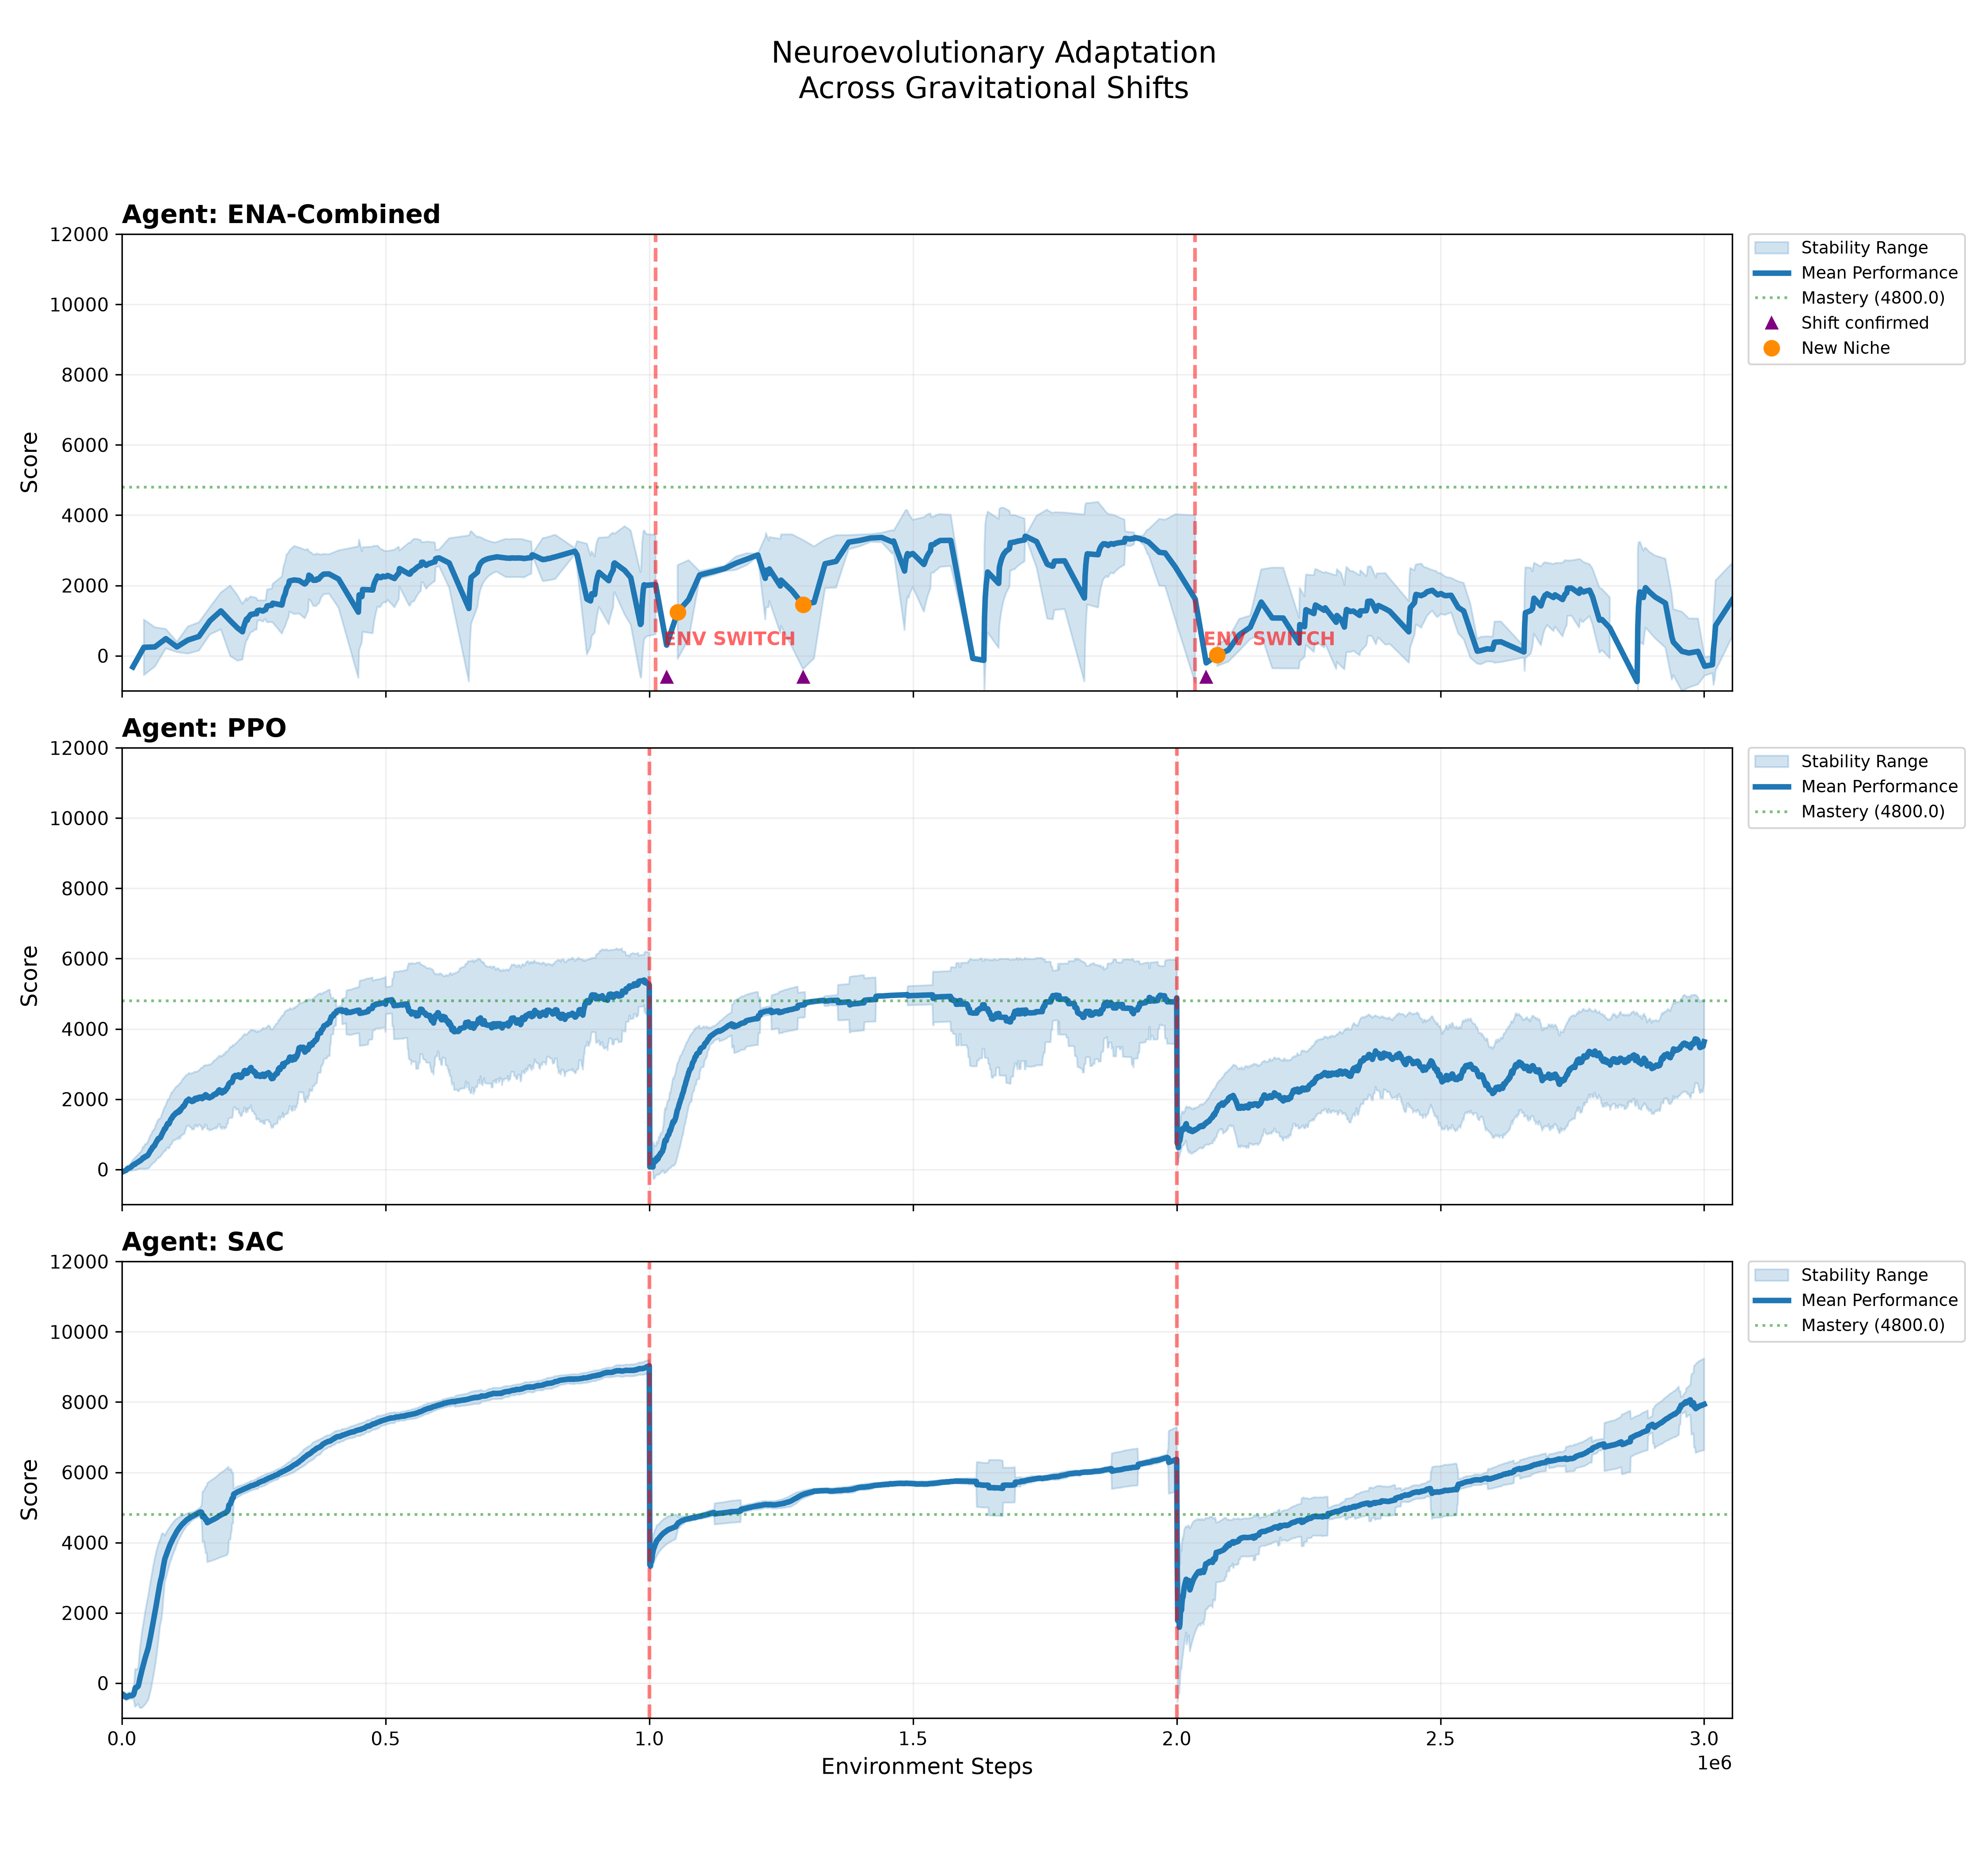 Neuroevolutionary Adaptation
Across Gravitational Shifts
Agent: ENA-Combined
12000
10000
8000
6000
4000
2000
0
Score
ENV SWITCH
ENV SWITCH
Stability Range
Mean Performance
Mastery (4800.0)
Shift confirmed
New Niche
Agent: PPO
12000
10000
8000
6000
4000
2000
0
Score
Stability Range
Mean Performance
Mastery (4800.0)
Agent: SAC
12000
10000
8000
6000
4000
2000
0
Score
Stability Range
Mean Performance
Mastery (4800.0)
0.0 0.5 1.0 1.5 2.0 2.5 3.0
1e6
Environment Steps